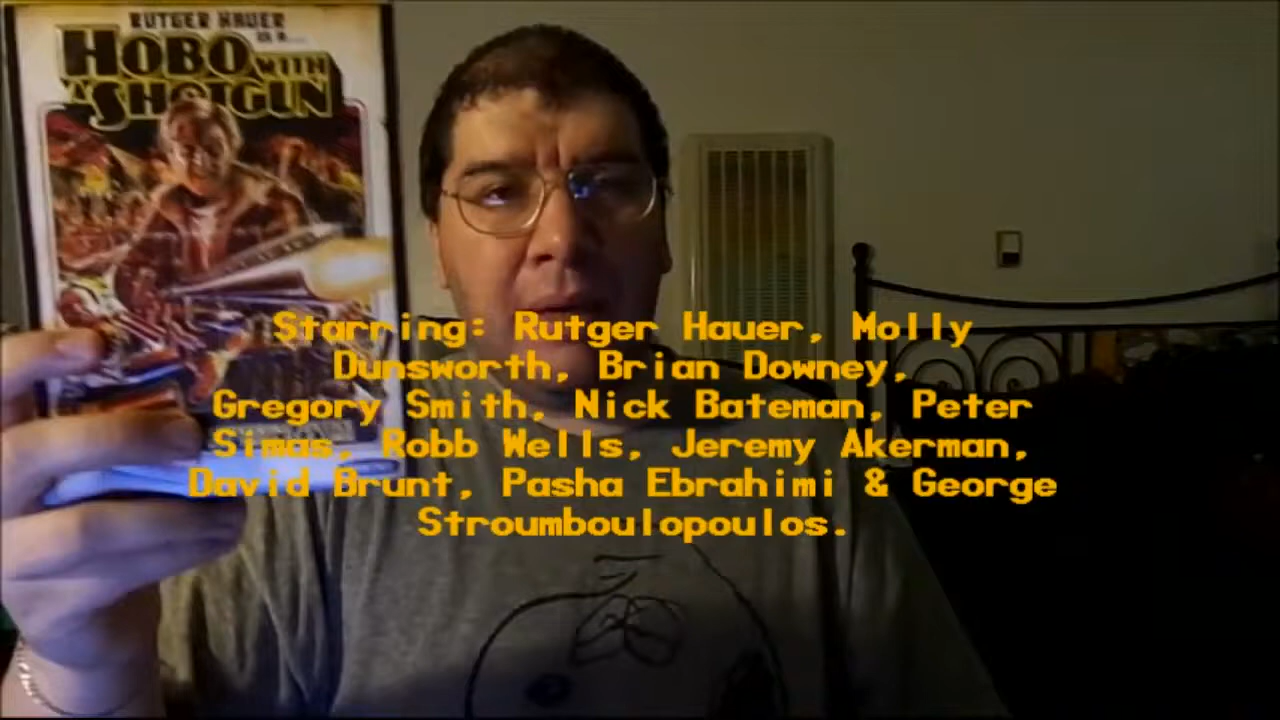 RUTGER HAUER
IS A...
HOBO WITH
A SHOTGUN
Starring: Rutger Hauer, Molly
Dunsworth, Brian Downey,
Gregory Smith, Nick Bateman, Peter
Simas, Robb Wells, Jeremy Akerman,
David Brunt, Pasha Ebrahimi & George
Stroumboulopoulos.